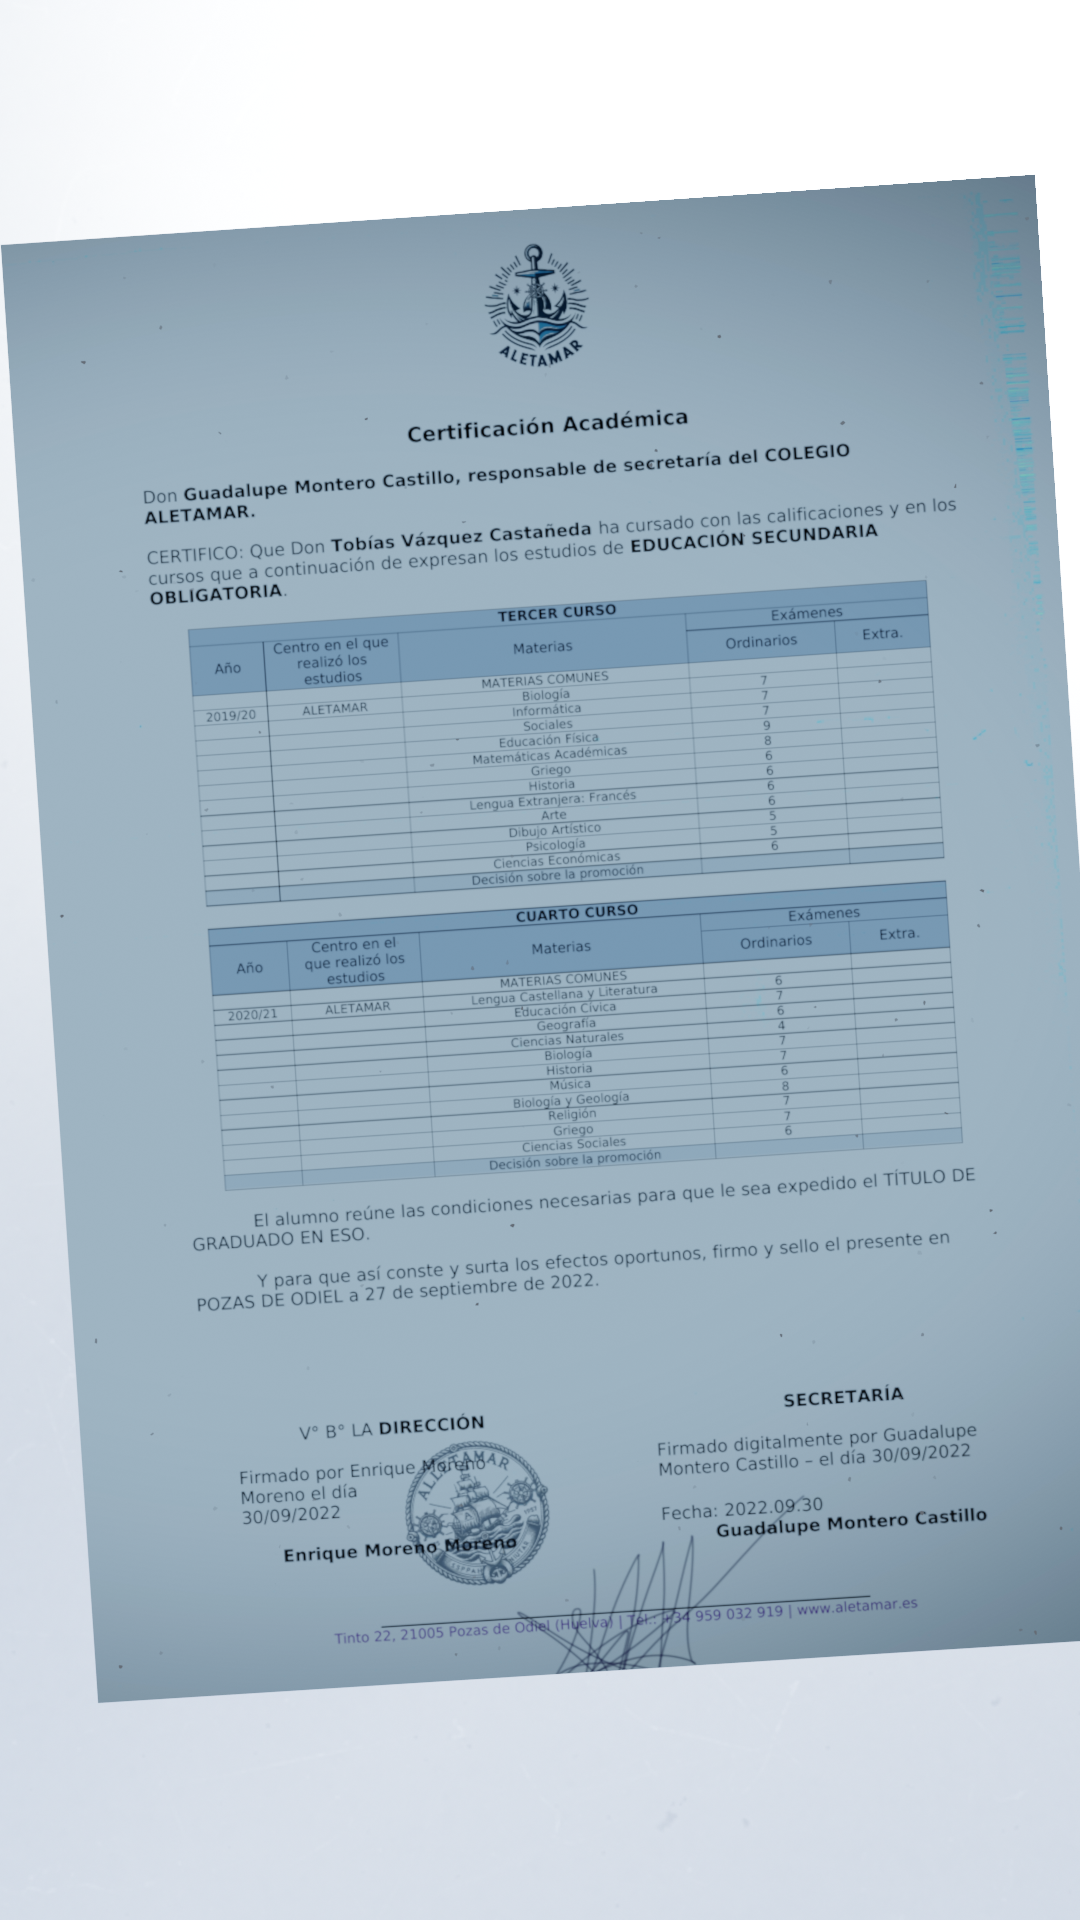 ALETAMAR
Certificación Académica
Don Guadalupe Montero Castillo, responsable de secretaría del COLEGIO
ALETAMAR.
CERTIFICO: Que Don Tobías Vázquez Castañeda ha cursado con las calificaciones y en los
cursos que a continuación de expresan los estudios de EDUCACIÓN SECUNDARIA
OBLIGATORIA.
TERCER CURSO
Año Centro en el que realizó los estudios Materias Exámenes
Ordinarios Extra.
MATERIAS COMUNES
2019/20 ALETAMAR Biología 7
Informática 7
Sociales 7
Educación Física 9
Matemáticas Académicas 8
Griego 6
Historia 6
Lengua Extranjera: Francés 6
Arte 6
Dibujo Artístico 5
Psicología 5
Ciencias Económicas 6
Decisión sobre la promoción
CUARTO CURSO
Año Centro en el que realizó los estudios Materias Exámenes
Ordinarios Extra.
MATERIAS COMUNES
2020/21 ALETAMAR Lengua Castellana y Literatura 6
Educación Cívica 7
Geografía 6
Ciencias Naturales 4
Biología 7
Historia 7
Música 6
Biología y Geología 8
Religión 7
Griego 7
Ciencias Sociales 6
Decisión sobre la promoción
El alumno reúne las condiciones necesarias para que le sea expedido el TÍTULO DE
GRADUADO EN ESO.
Y para que así conste y surta los efectos oportunos, firmo y sello el presente en
POZAS DE ODIEL a 27 de septiembre de 2022.
V° B° LA DIRECCIÓN
Firmado por Enrique Moreno
Moreno el día
30/09/2022
Enrique Moreno Moreno
ALETAMAR
SECRETARÍA
Firmado digitalmente por Guadalupe
Montero Castillo – el día 30/09/2022
Fecha: 2022.09.30
Guadalupe Montero Castillo
Tinto 22, 21005 Pozas de Odiel (Huelva) | Tel.: +34 959 032 919 | www.aletamar.es